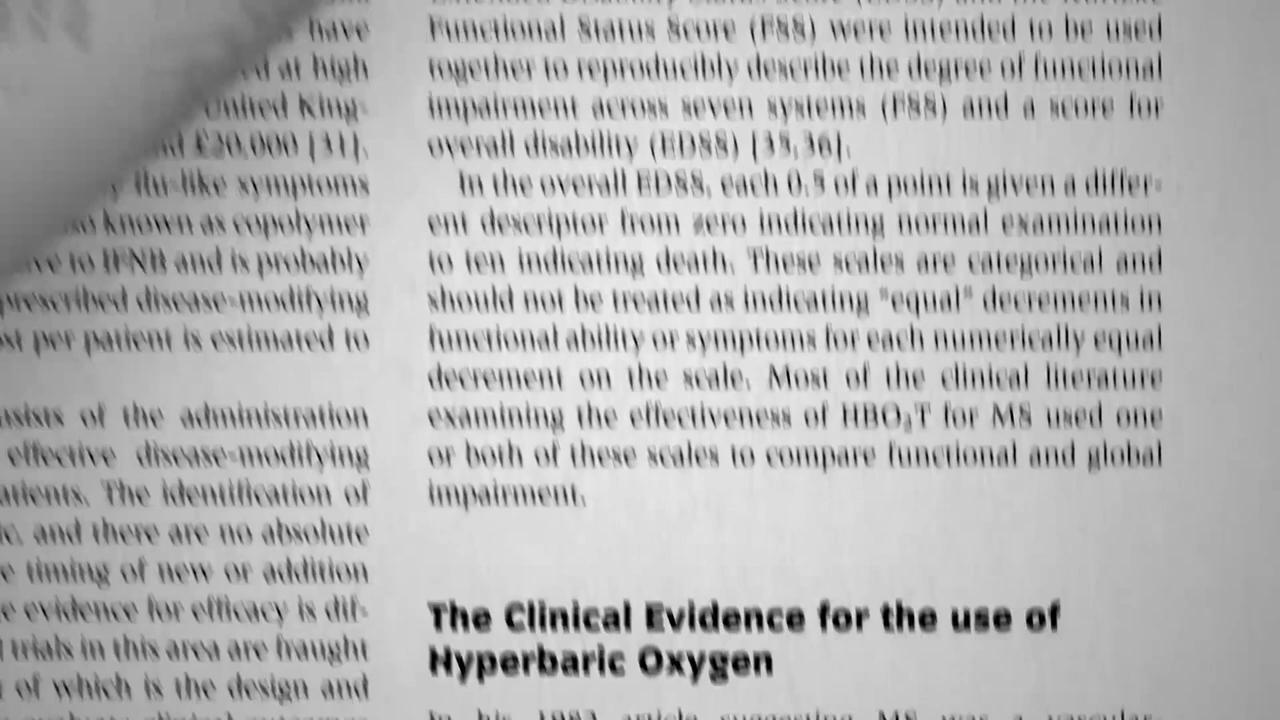 have
at high
United King-
£20,000 [31].
flu-like symptoms
known as copolymer
to IFNB and is probably
prescribed disease-modifying
per patient is estimated to
of the administration
effective disease-modifying
The identification of
and there are no absolute
timing of new or addition
evidence for efficacy is dif-
trials in this area are fraught
of which is the design and
Functional Status Score (FSS) were intended to be used
together to reproducibly describe the degree of functional
impairment across seven systems (FSS) and a score for
overall disability (EDSS) [35,36].
In the overall EDSS, each 0.5 of a point is given a differ-
ent descriptor from zero indicating normal examination
to ten indicating death. These scales are categorical and
should not be treated as indicating "equal" decrements in
functional ability or symptoms for each numerically equal
decrement on the scale. Most of the clinical literature
examining the effectiveness of HBO₂T for MS used one
or both of these scales to compare functional and global
impairment.
The Clinical Evidence for the use of
Hyperbaric Oxygen
In his 1983 article suggesting MS was a vascular-